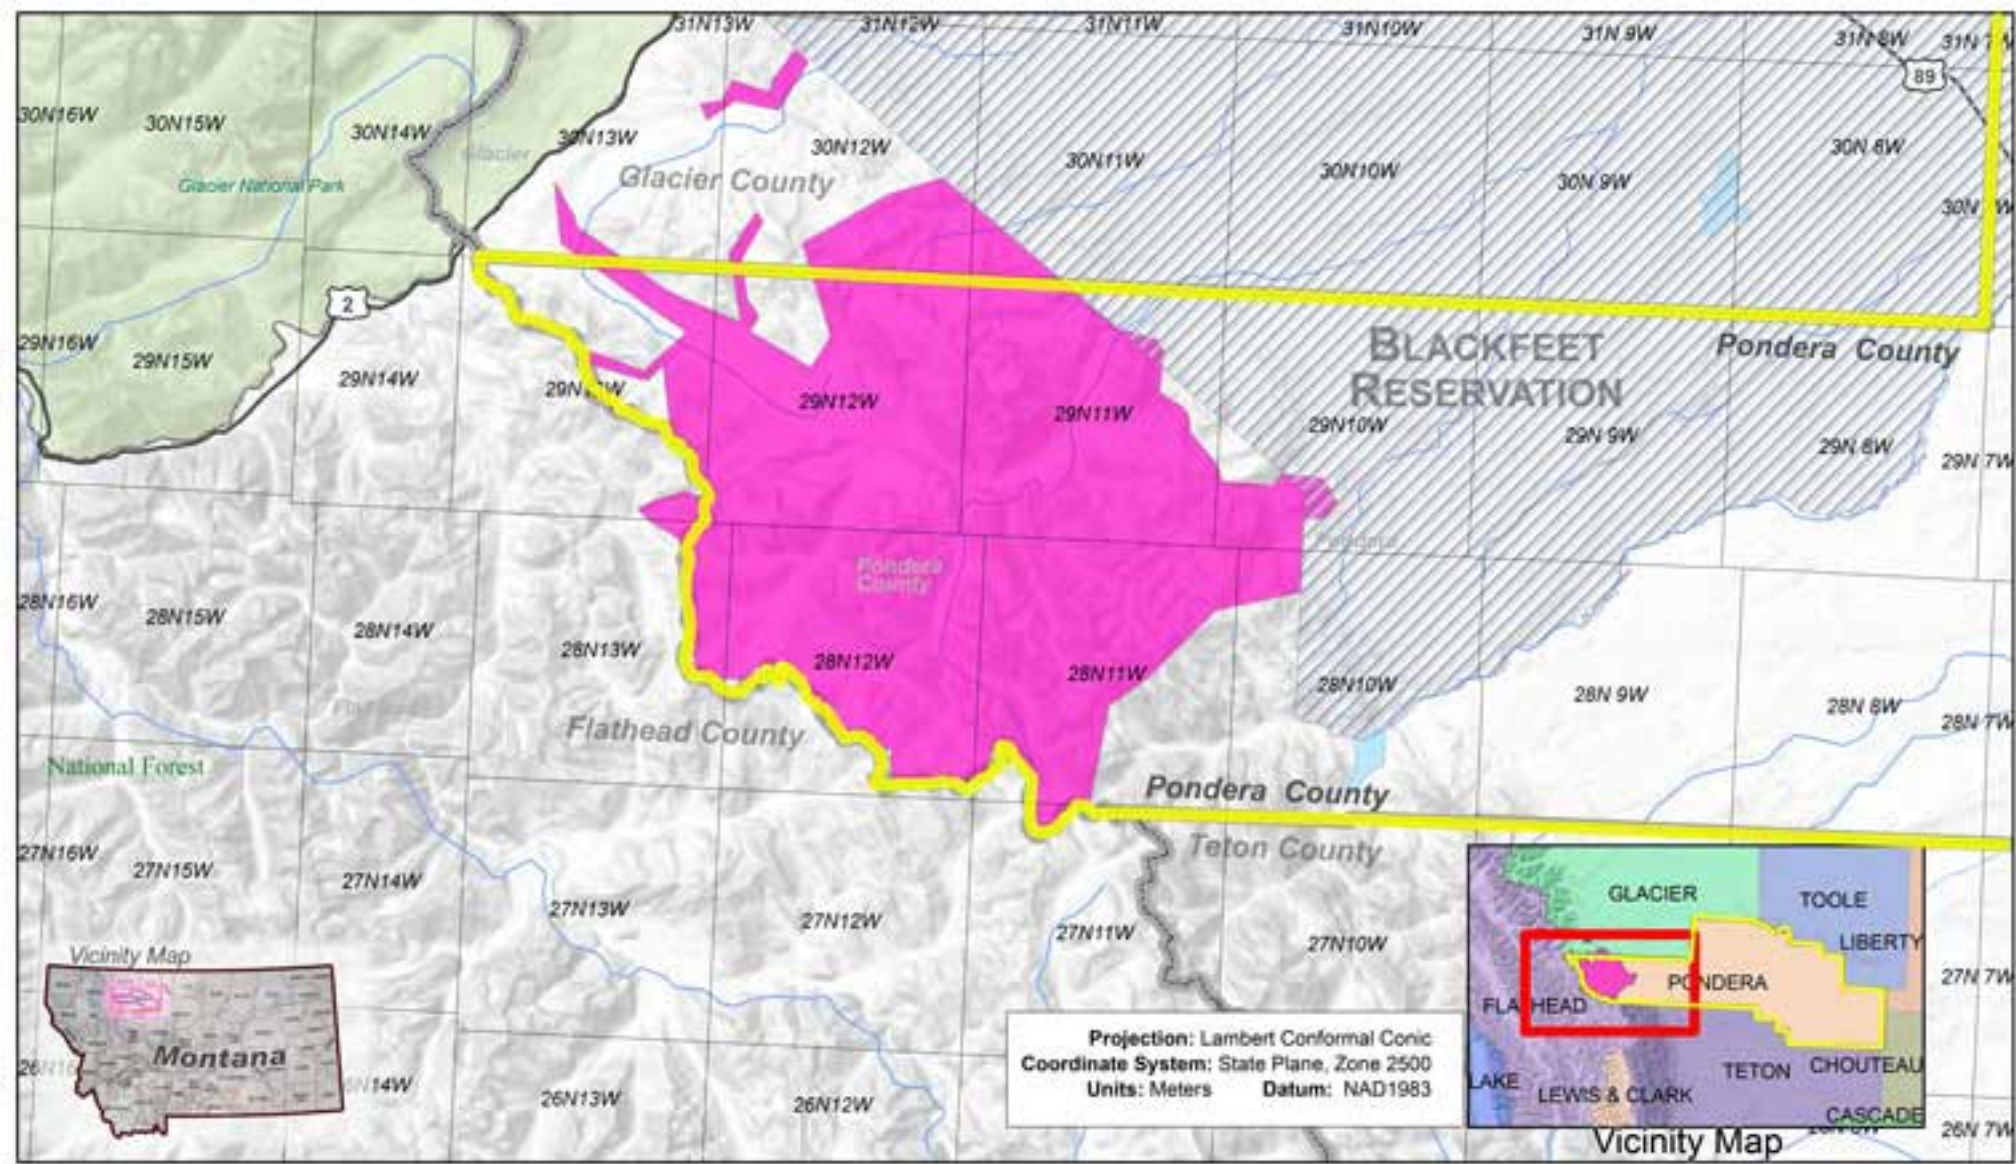 31N13W 31N12W 31N11W 31N10W 31N 9W 31N 8W
89
30N16W 30N15W 30N14W 30N13W 30N12W 30N11W 30N10W 30N 9W 30N 8W
Glacier
Glacier National Park
Glacier County
2
BLACKFEET
RESERVATION
Pondera County
29N16W 29N15W 29N14W 29N12W 29N11W 29N10W 29N 9W 29N 8W 29N 7W
Pondera
County
28N16W 28N15W 28N14W 28N13W 28N12W 28N11W 28N10W 28N 9W 28N 8W 28N 7W
Flathead County
National Forest
Pondera County
Teton County
27N16W 27N15W 27N14W 27N13W 27N12W 27N11W 27N10W 27N 7W
Vicinity Map
Montana
26N13W 26N12W 26N 7W
Projection: Lambert Conformal Conic
Coordinate System: State Plane, Zone 2500
Units: Meters Datum: NAD1983
GLACIER
TOOLE
LIBERTY
PONDERA
FLATHEAD
TETON
CHOUTEAU
LAKE
LEWIS & CLARK
CASCADE
Vicinity Map